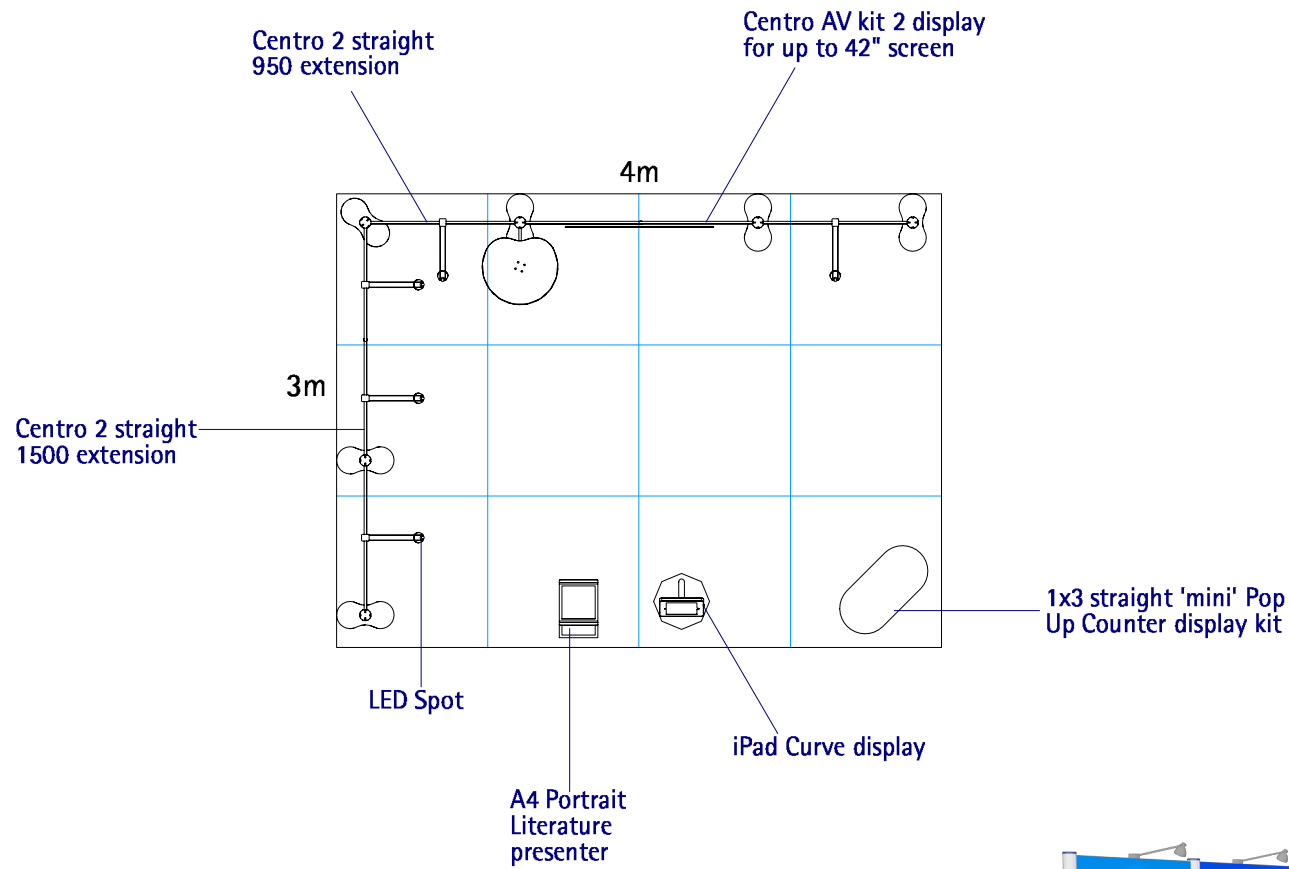 Centro 2 straight
950 extension
Centro AV kit 2 display
for up to 42" screen
4m
3m
Centro 2 straight
1500 extension
1x3 straight 'mini' Pop
Up Counter display kit
LED Spot
iPad Curve display
A4 Portrait
Literature
presenter